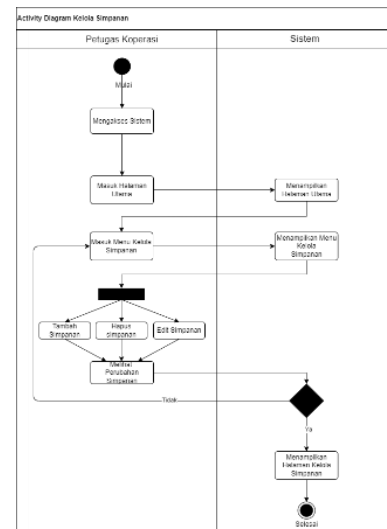 Activity Diagram Kelola Simpanan
Petugas Koperasi
Sistem
Mulai
Mengakses Sistem
Masuk Halaman
Utama
Menampilkan
Halaman Utama
Masuk Menu Kelola
Simpanan
Menampilkan Menu
Kelola
Simpanan
Tambah
Simpanan
Hapus
simpanan
Edit Simpanan
Melihat
Perubahan
Simpanan
Tidak
Ya
Menampilkan
Halaman Kelola
Simpanan
Selesai